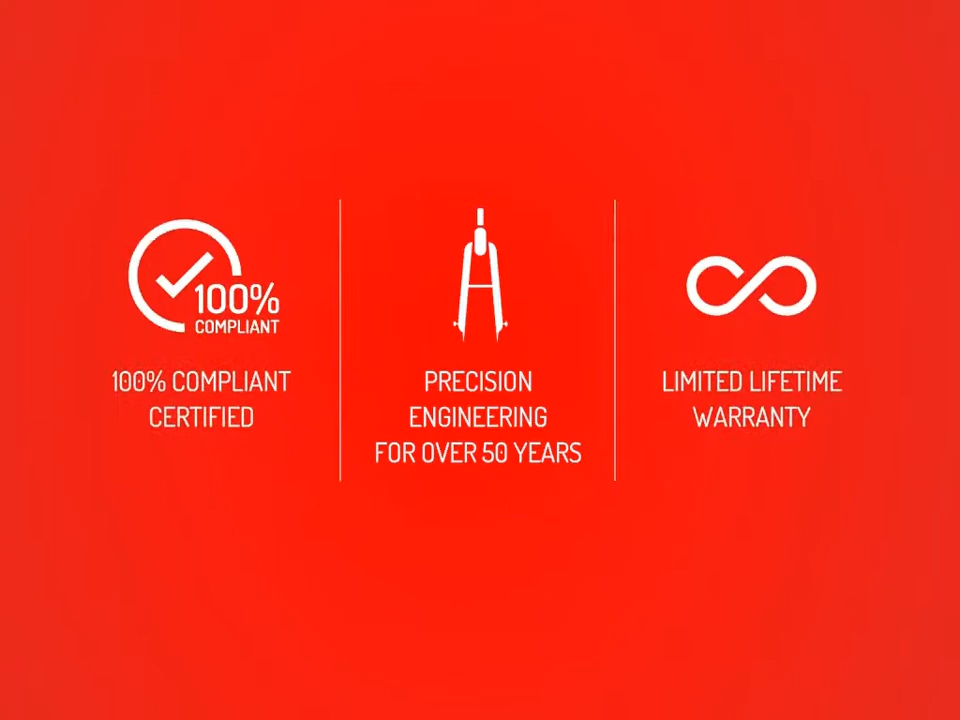 100%
COMPLIANT
100% COMPLIANT
CERTIFIED
PRECISION
ENGINEERING
FOR OVER 50 YEARS
LIMITED LIFETIME
WARRANTY